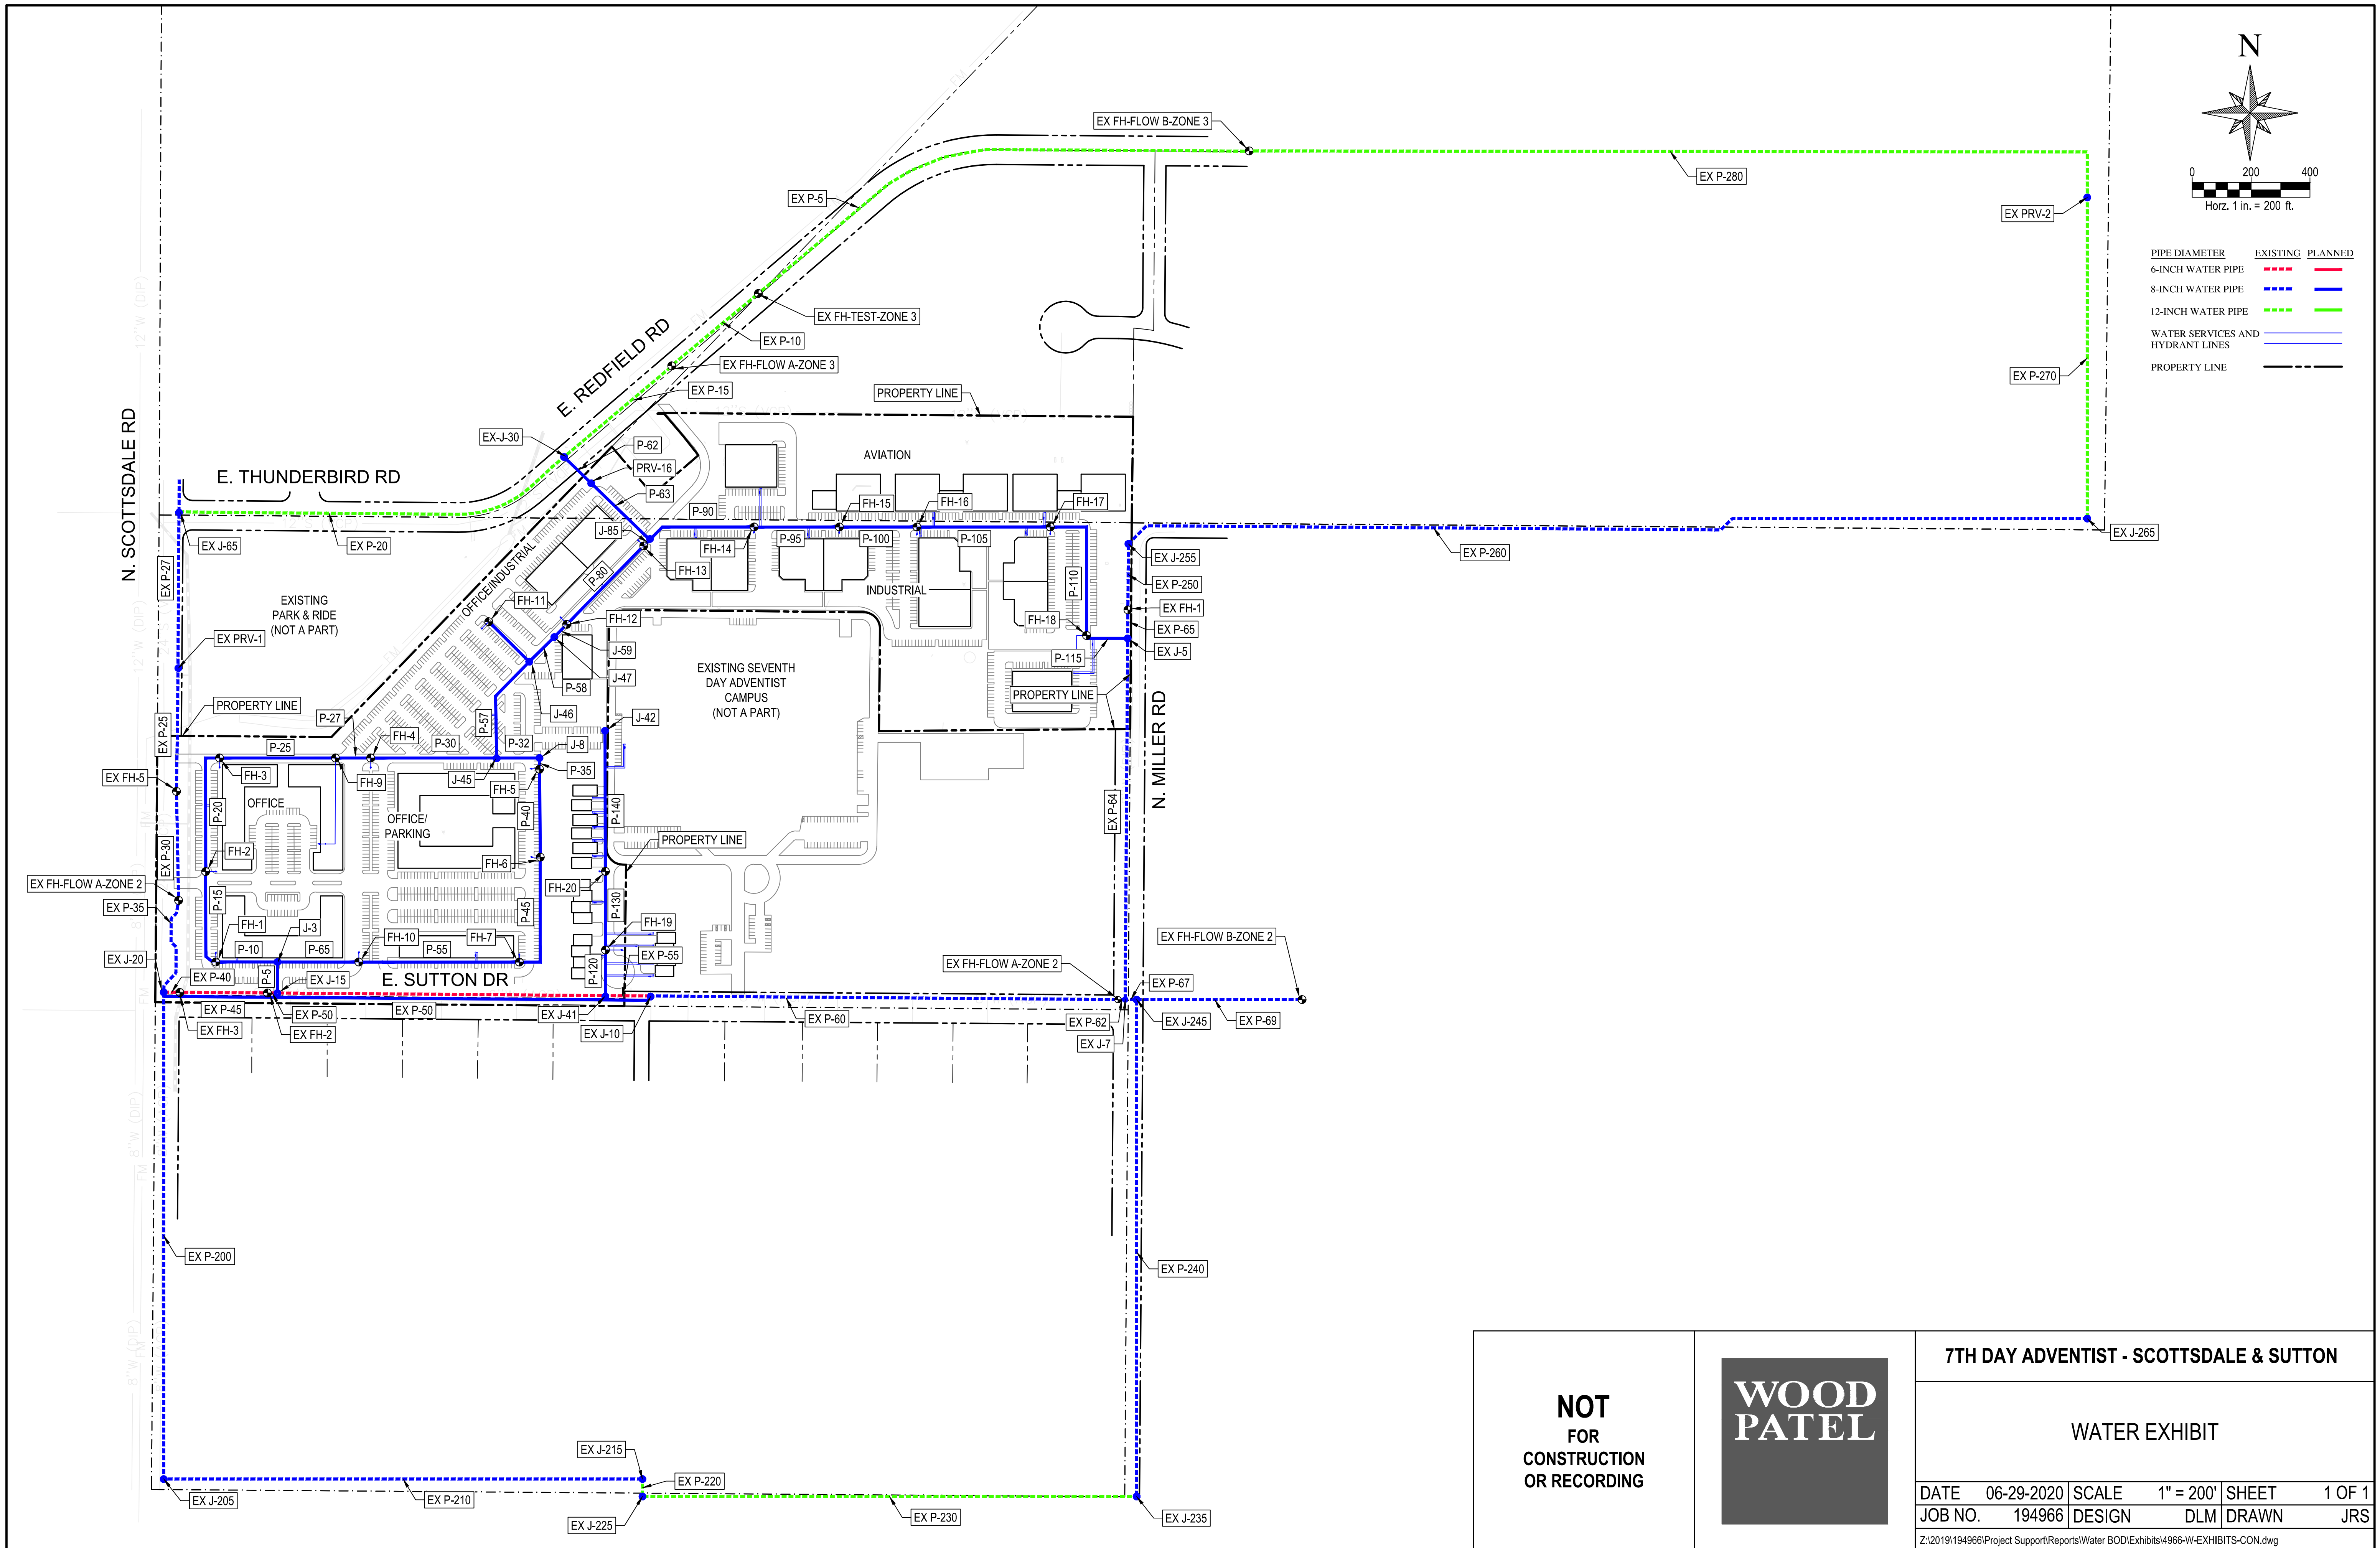 N
0 200 400
Horz. 1 in. = 200 ft.
PIPE DIAMETER EXISTING PLANNED
6-INCH WATER PIPE
8-INCH WATER PIPE
12-INCH WATER PIPE
WATER SERVICES AND
HYDRANT LINES
PROPERTY LINE
FM
EX FH-FLOW B-ZONE 3
EX P-280
EX P-5
EX PRV-2
12"W (DIP)
FM
EX FH-TEST-ZONE 3
E. REDFIELD RD
EX P-10
EX FH-FLOW A-ZONE 3
EX P-270
EX P-15
PROPERTY LINE
N. SCOTTSDALE RD
EX-J-30
P-62
AVIATION
PRV-16
E. THUNDERBIRD RD
P-63
P-90
FH-15
FH-16
FH-17
J-85
EX J-65
EX P-20
FH-14
P-95
P-100
P-105
EX J-265
EX P-260
EX J-255
OFFICE/INDUSTRIAL
FH-13
P-80
EX P-27
P-110
EX P-250
INDUSTRIAL
EXISTING
PARK & RIDE
(NOT A PART)
FH-11
EX FH-1
12"W (DIP)
FH-12
FH-18
EX P-65
EX PRV-1
J-59
EX J-5
P-115
FM
EXISTING SEVENTH
DAY ADVENTIST
CAMPUS
(NOT A PART)
J-47
P-58
PROPERTY LINE
PROPERTY LINE
J-46
J-42
N. MILLER RD
P-27
P-57
EX P-25
FH-4
P-25
P-30
P-32
J-8
P-35
EX FH-5
FH-3
FH-9
J-45
FH-5
OFFICE
P-20
OFFICE/
PARKING
P-40
P-140
EX P-64
FM
PROPERTY LINE
EX P-30
FH-2
FH-6
EX FH-FLOW A-ZONE 2
FH-20
P-15
P-130
EX P-35
P-45
FH-1
J-3
FH-19
FH-10
FH-7
P-10
P-65
P-55
EX FH-FLOW B-ZONE 2
EX J-20
EX P-55
EX FH-FLOW A-ZONE 2
EX P-40
P-5
EX J-15
E. SUTTON DR
P-120
EX P-67
EX P-45
EX P-50
EX P-50
EX J-41
EX P-60
EX P-62
EX J-245
EX P-69
EX FH-3
EX FH-2
EX J-10
EX J-7
FM
8"W (DIP)
FM
EX P-200
EX P-240
8"W (DIP)
FM
EX J-215
EX P-220
EX J-205
EX P-210
EX J-225
EX P-230
EX J-235
NOT
FOR
CONSTRUCTION
OR RECORDING
WOOD
PATEL
7TH DAY ADVENTIST - SCOTTSDALE & SUTTON
WATER EXHIBIT
DATE 06-29-2020 SCALE 1" = 200' SHEET 1 OF 1
JOB NO. 194966 DESIGN DLM DRAWN JRS
Z:\2019\194966\Project Support\Reports\Water BOD\Exhibits\4966-W-EXHIBITS-CON.dwg